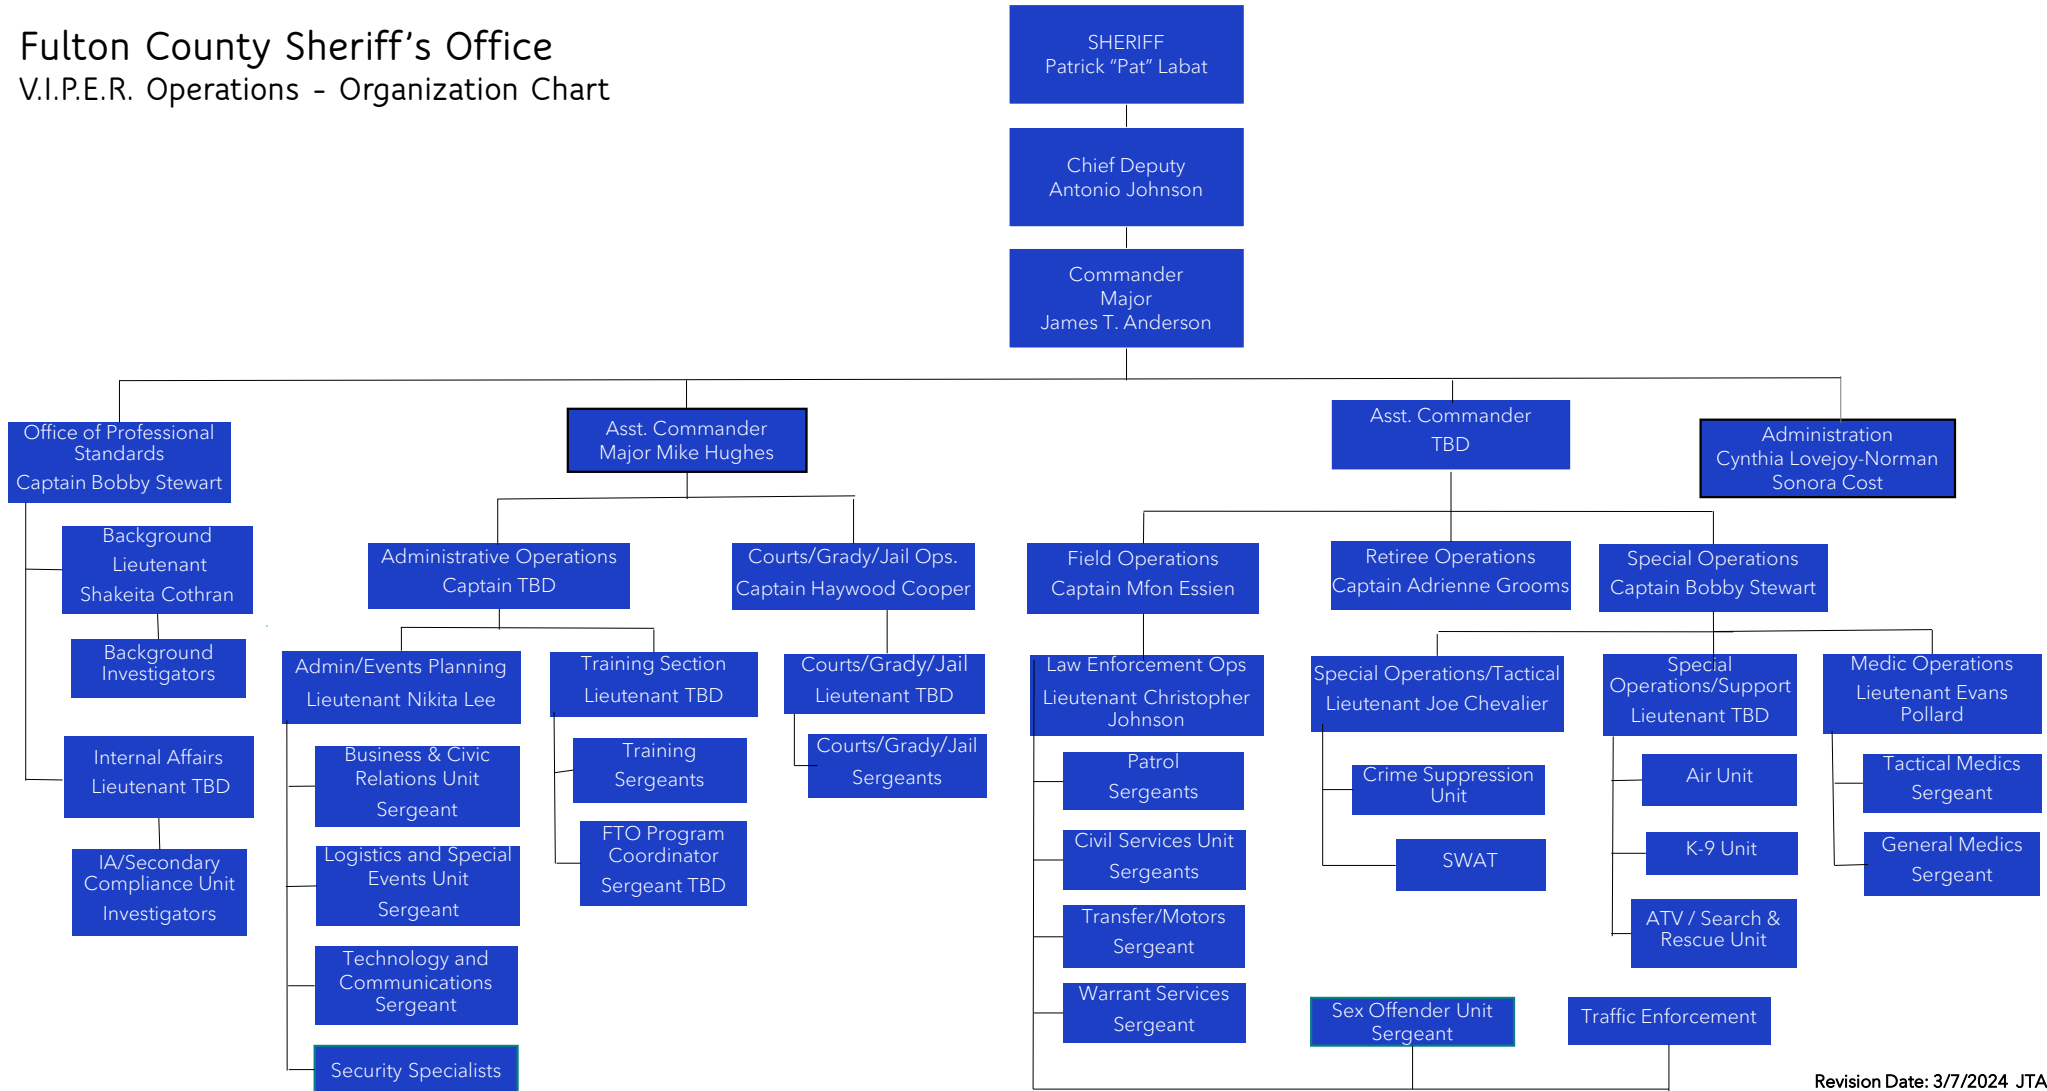 Fulton County Sheriff's Office
V.I.P.E.R. Operations - Organization Chart
SHERIFF
Patrick “Pat” Labat
Chief Deputy
Antonio Johnson
Commander
Major
James T. Anderson
Office of Professional
Standards
Captain Bobby Stewart
Asst. Commander
Major Mike Hughes
Asst. Commander
TBD
Administration
Cynthia Lovejoy-Norman
Sonora Cost
Background
Lieutenant
Shakeita Cothran
Background
Investigators
Internal Affairs
Lieutenant TBD
IA/Secondary
Compliance Unit
Investigators
Administrative Operations
Captain TBD
Courts/Grady/Jail Ops.
Captain Haywood Cooper
Admin/Events Planning
Lieutenant Nikita Lee
Business & Civic
Relations Unit
Sergeant
Logistics and Special
Events Unit
Sergeant
Technology and
Communications
Sergeant
Security Specialists
Training Section
Lieutenant TBD
Training
Sergeants
FTO Program
Coordinator
Sergeant TBD
Courts/Grady/Jail
Lieutenant TBD
Courts/Grady/Jail
Sergeants
Field Operations
Captain Mfon Essien
Retiree Operations
Captain Adrienne Grooms
Special Operations
Captain Bobby Stewart
Law Enforcement Ops
Lieutenant Christopher
Johnson
Patrol
Sergeants
Civil Services Unit
Sergeants
Transfer/Motors
Sergeant
Warrant Services
Sergeant
Sex Offender Unit
Sergeant
Traffic Enforcement
Special Operations/Tactical
Lieutenant Joe Chevalier
Crime Suppression
Unit
SWAT
Special
Operations/Support
Lieutenant TBD
Air Unit
K-9 Unit
ATV / Search &
Rescue Unit
Medic Operations
Lieutenant Evans
Pollard
Tactical Medics
Sergeant
General Medics
Sergeant
Revision Date: 3/7/2024 JTA